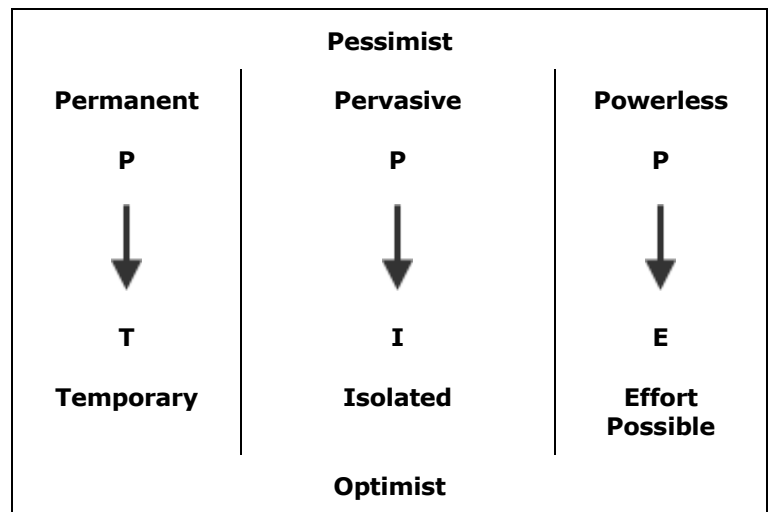 Pessimist
Permanent Pervasive Powerless
P P P
T I E
Temporary Isolated Effort
Possible
Optimist